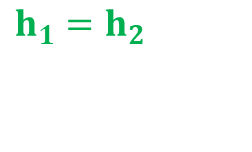 h₁ = h₂